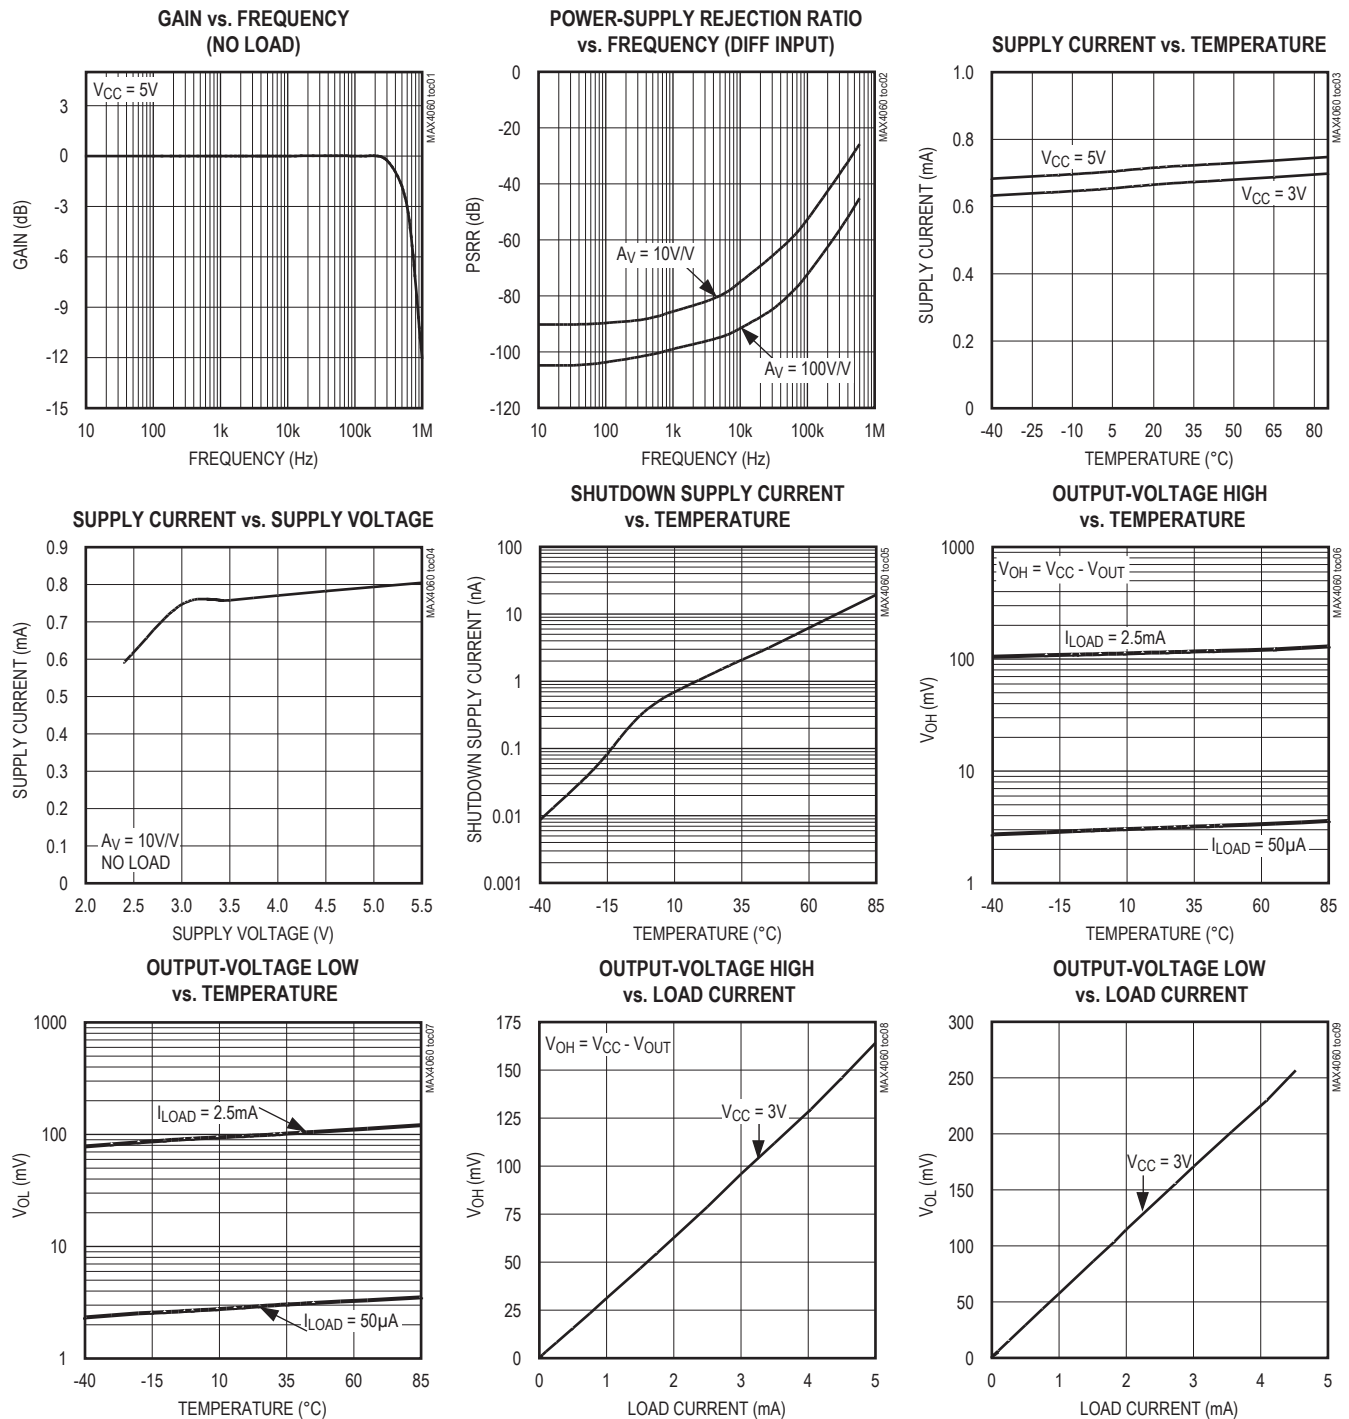 GAIN vs. FREQUENCY
(NO LOAD)
VCC = 5V
MAX4060 toc01
3
0
-3
-6
-9
-12
-15
GAIN (dB)
10 100 1k 10k 100k 1M
FREQUENCY (Hz)
POWER-SUPPLY REJECTION RATIO
vs. FREQUENCY (DIFF INPUT)
MAX4060 toc02
0
-20
-40
-60
-80
-100
-120
PSRR (dB)
AV = 10V/V
AV = 100V/V
10 100 1k 10k 100k 1M
FREQUENCY (Hz)
SUPPLY CURRENT vs. TEMPERATURE
MAX4060 toc03
1.0
0.8
0.6
0.4
0.2
0
SUPPLY CURRENT (mA)
VCC = 5V
VCC = 3V
-40 -25 -10 5 20 35 50 65 80
TEMPERATURE (°C)
SUPPLY CURRENT vs. SUPPLY VOLTAGE
MAX4060 toc04
0.9
0.8
0.7
0.6
0.5
0.4
0.3
0.2
0.1
0
SUPPLY CURRENT (mA)
AV = 10V/V
NO LOAD
2.0 2.5 3.0 3.5 4.0 4.5 5.0 5.5
SUPPLY VOLTAGE (V)
SHUTDOWN SUPPLY CURRENT
vs. TEMPERATURE
MAX4060 toc05
100
10
1
0.1
0.01
0.001
SHUTDOWN SUPPLY CURRENT (nA)
-40 -15 10 35 60 85
TEMPERATURE (°C)
OUTPUT-VOLTAGE HIGH
vs. TEMPERATURE
MAX4060 toc06
1000
100
10
1
VOH (mV)
VOH = VCC - VOUT
ILOAD = 2.5mA
ILOAD = 50µA
-40 -15 10 35 60 85
TEMPERATURE (°C)
OUTPUT-VOLTAGE LOW
vs. TEMPERATURE
MAX4060 toc07
1000
100
10
1
VOL (mV)
ILOAD = 2.5mA
ILOAD = 50µA
-40 -15 10 35 60 85
TEMPERATURE (°C)
OUTPUT-VOLTAGE HIGH
vs. LOAD CURRENT
MAX4060 toc08
175
150
125
100
75
50
25
0
VOH (mV)
VOH = VCC - VOUT
VCC = 3V
0 1 2 3 4 5
LOAD CURRENT (mA)
OUTPUT-VOLTAGE LOW
vs. LOAD CURRENT
MAX4060 toc09
300
250
200
150
100
50
0
VOL (mV)
VCC = 3V
0 1 2 3 4 5
LOAD CURRENT (mA)